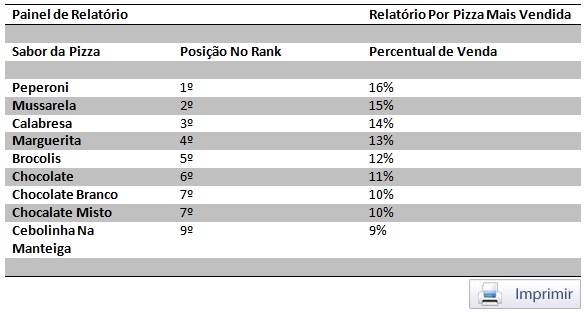 Painel de Relatório Relatório Por Pizza Mais Vendida
Sabor da Pizza Posição No Rank Percentual de Venda
Peperoni 1º 16%
Mussarela 2º 15%
Calabresa 3º 14%
Marguerita 4º 13%
Brocolis 5º 12%
Chocolate 6º 11%
Chocolate Branco 7º 10%
Chocalate Misto 7º 10%
Cebolinha Na 9º 9%
Manteiga
Imprimir